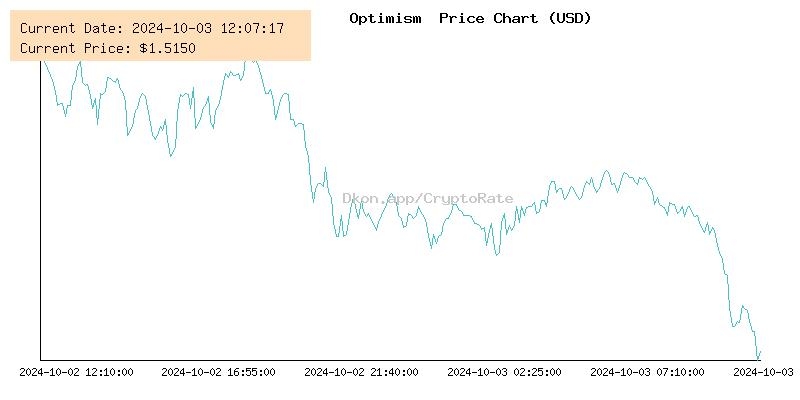 Optimism  Price Chart (USD)
Current Date: 2024-10-03 12:07:17
Current Price: $1.5150
Dkon.app/CryptoRate
2024-10-02 12:10:00 2024-10-02 16:55:00 2024-10-02 21:40:00 2024-10-03 02:25:00 2024-10-03 07:10:00 2024-10-03